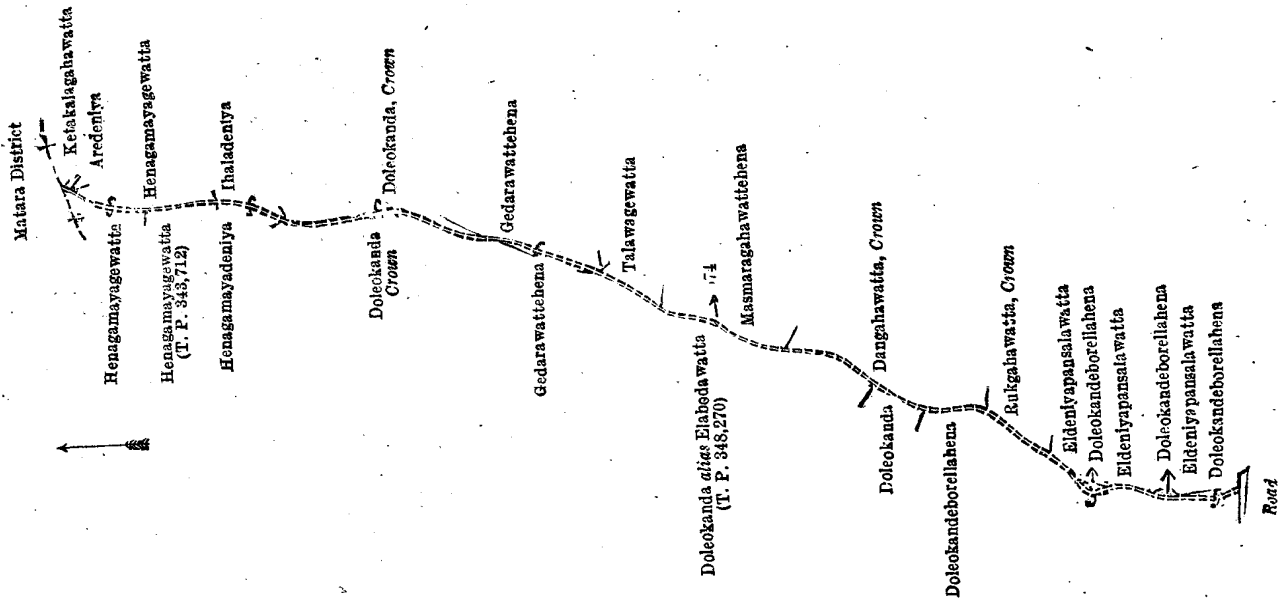 Matara District
Ketakalagahawatta
Aredeniya
Henagamayagewatta
Henagamayagewatta
Henagamayagewatta
(T. P. 343,712)
Ihaladeniya
Henagamayadeniya
Doleokanda, Crown
Doleokanda
Crown
Gedarawattehena
Gedarawattehena
Talawagewatta
74
Doleokanda alias Elabodawatta
(T. P. 348,270)
Masmaragahawattehena
Dangahawatta, Crown
Doleokanda
Doleokandeborellahena
Rukgahawatta, Crown
Eldeniyapansalawatta
Doleokandeborellahena
Eldeniyapansalawatta
Doleokandeborellahena
Eldeniyapansalawatta
Doleokandeborellahena
Road